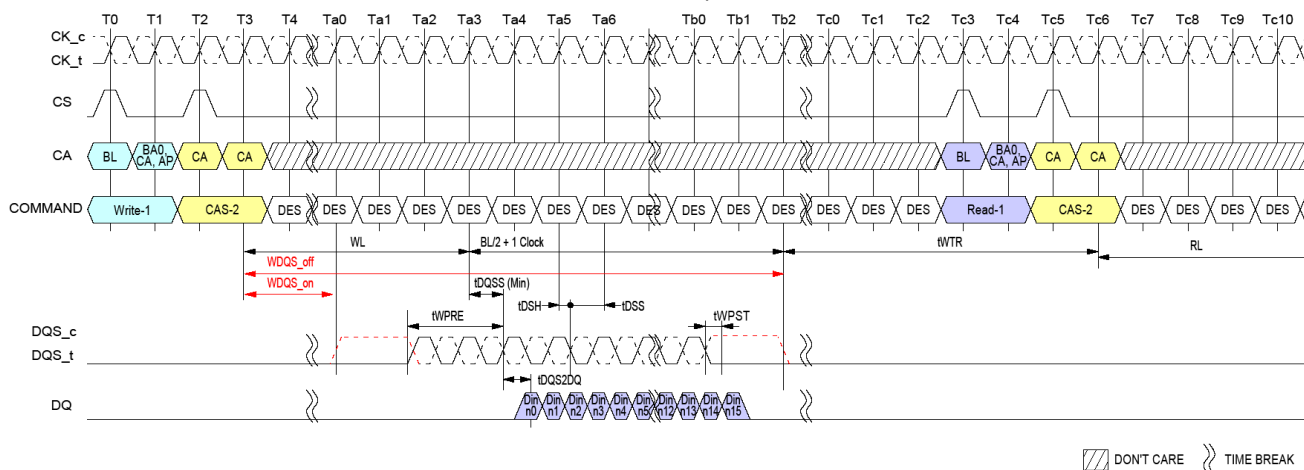 T0 T1 T2 T3 T4 Ta0 Ta1 Ta2 Ta3 Ta4 Ta5 Ta6 Tb0 Tb1 Tb2 Tc0 Tc1 Tc2 Tc3 Tc4 Tc5 Tc6 Tc7 Tc8 Tc9 Tc10
CK_c
CK_t
CS
CA BL BA0, CA, AP CA CA BL BA0, CA, AP CA CA
COMMAND Write-1 CAS-2 DES DES DES DES DES DES DES DES DES DES DES DES DES DES DES Read-1 CAS-2 DES DES DES DES
WL BL/2 + 1 Clock tWTR RL
WDQS_off
WDQS_on tDQSS (Min)
tDSH tDSS
tWPRE tWPST
DQS_c
DQS_t
tDQS2DQ
DQ Din n0 Din n1 Din n2 Din n3 Din n4 Din n5 Din n12 Din n13 Din n14 Din n15
DON'T CARE TIME BREAK